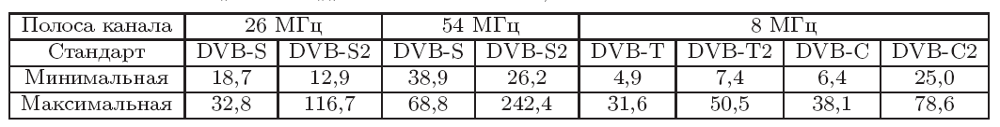 Полоса канала 26 МГц 54 МГц 8 МГц
Стандарт DVB-S DVB-S2 DVB-S DVB-S2 DVB-T DVB-T2 DVB-C DVB-C2
Минимальная 18,7 12,9 38,9 26,2 4,9 7,4 6,4 25,0
Максимальная 32,8 116,7 68,8 242,4 31,6 50,5 38,1 78,6